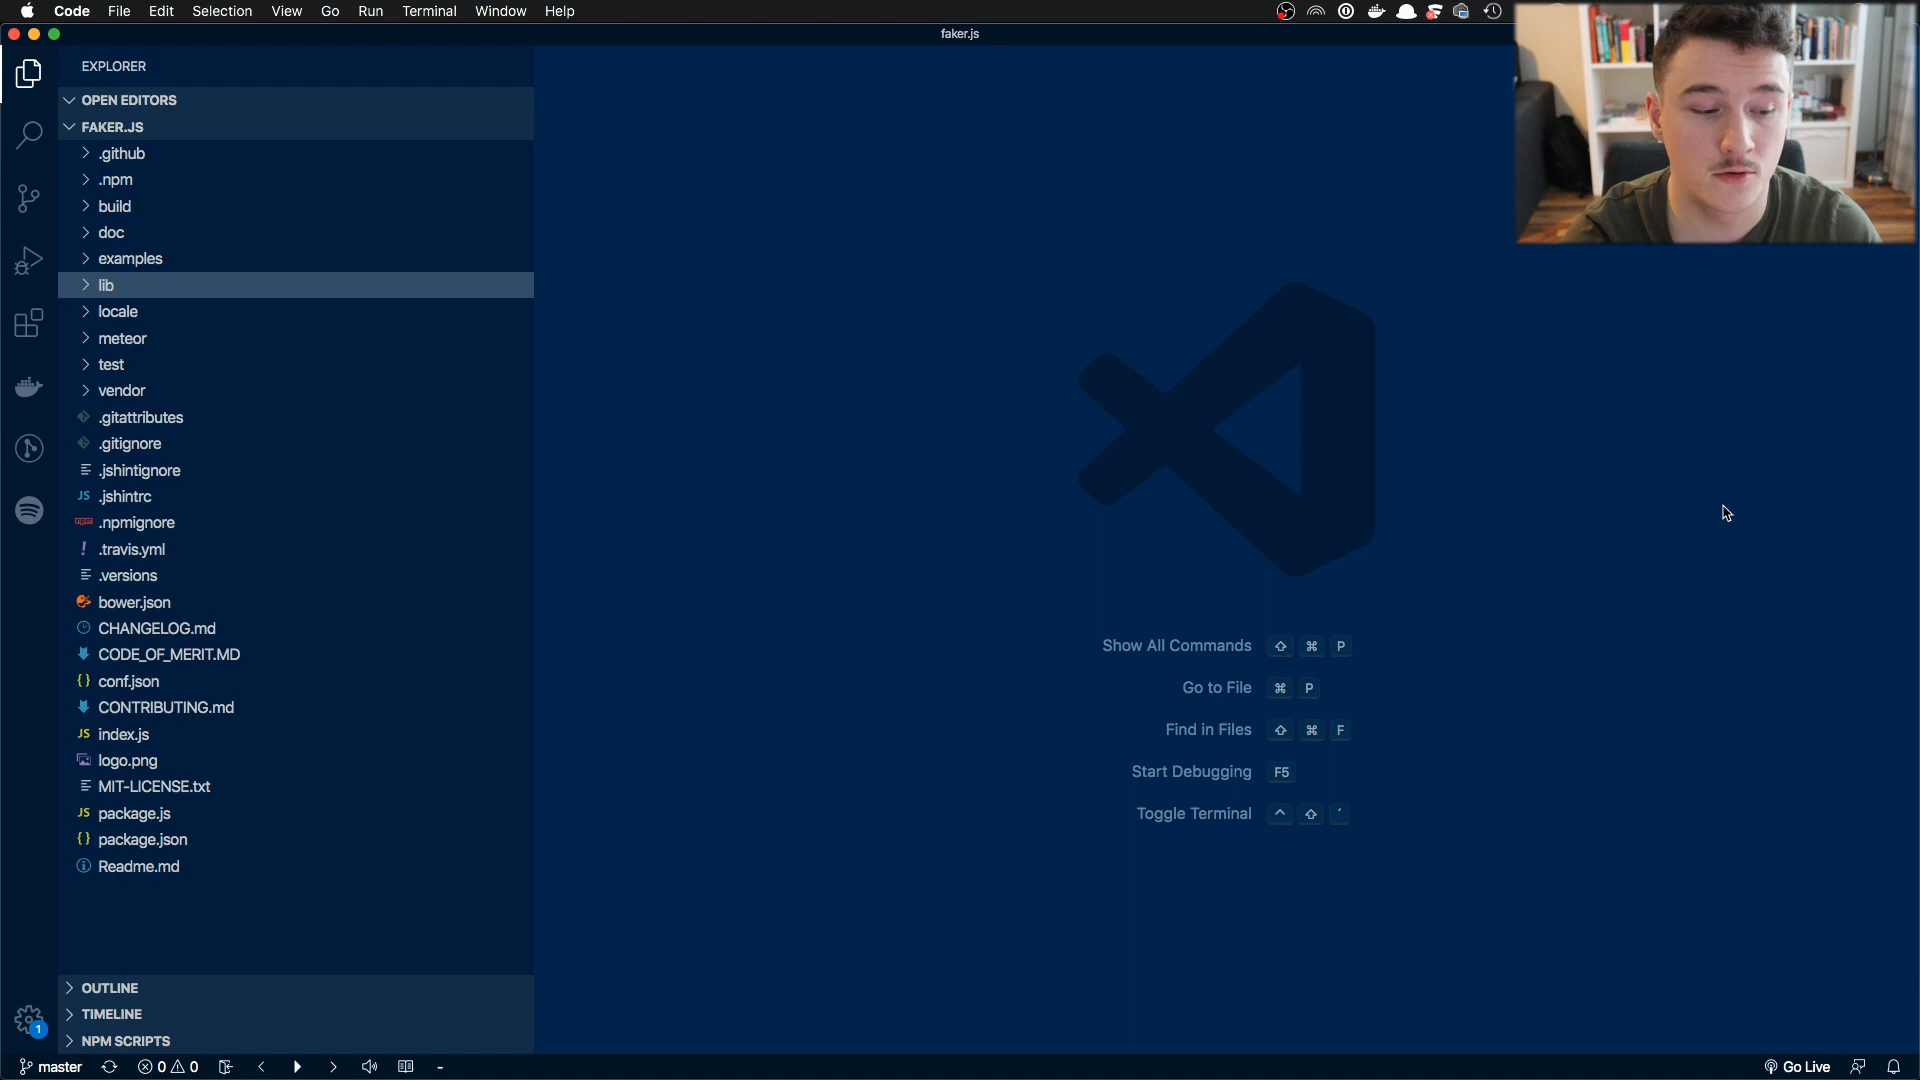 Code File Edit Selection View Go Run Terminal Window Help
faker.js
EXPLORER
OPEN EDITORS
FAKER.JS
.github
.npm
build
doc
examples
lib
locale
meteor
test
vendor
.gitattributes
.gitignore
.jshintignore
JS .jshintrc
.npmignore
! .travis.yml
.versions
bower.json
CHANGELOG.md
CODE_OF_MERIT.MD
{} conf.json
CONTRIBUTING.md
JS index.js
logo.png
MIT-LICENSE.txt
JS package.js
{} package.json
Readme.md
OUTLINE
TIMELINE
NPM SCRIPTS
1
Show All Commands ⇧ ⌘ P
Go to File ⌘ P
Find in Files ⇧ ⌘ F
Start Debugging F5
Toggle Terminal ^ ⇧ ´
master 0 0 -
Go Live